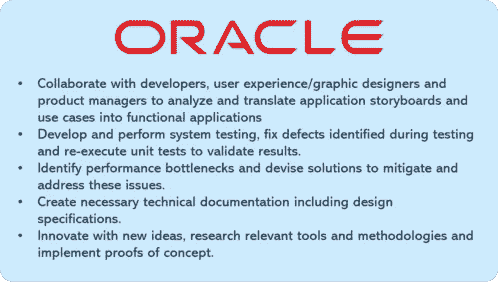 ORACLE
• Collaborate with developers, user experience/graphic designers and
product managers to analyze and translate application storyboards and
use cases into functional applications
• Develop and perform system testing, fix defects identified during testing
and re-execute unit tests to validate results.
• Identify performance bottlenecks and devise solutions to mitigate and
address these issues.
• Create necessary technical documentation including design
specifications.
• Innovate with new ideas, research relevant tools and methodologies and
implement proofs of concept.